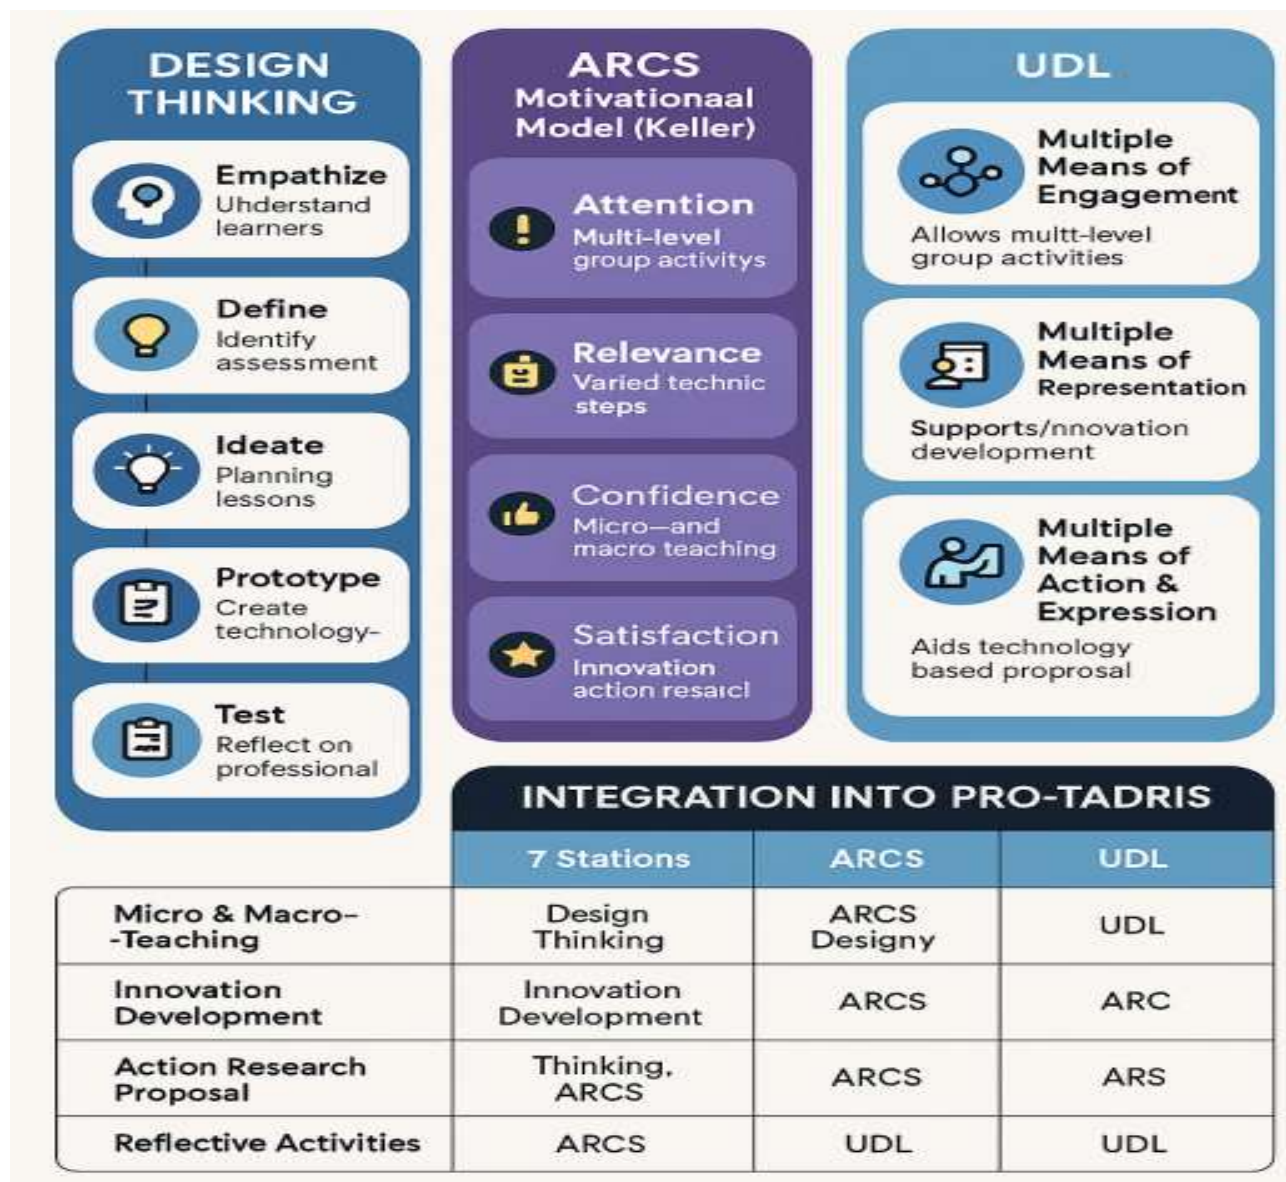 DESIGN
THINKING
Empathize
Uhderstand
learners
Define
Identify
assessment
Ideate
Planning
lessons
Prototype
Create
technology-
Test
Reflect on
professional
ARCS
Motivationaal
Model (Keller)
Attention
Multi-level
group activitys
Relevance
Varied technic
steps
Confidence
Micro—and
macro teaching
Satisfaction
Innovation
action resaıcl
UDL
Multiple
Means of
Engagement
Allows multt-level
group activities
Multiple
Means of
Representation
Supports/nnovation
development
Multiple
Means of
Action &
Expression
Aids technology
based proprosal
INTEGRATION INTO PRO-TADRIS
7 Stations ARCS UDL
Micro & Macro-
-Teaching
Design
Thinking
ARCS
Designy
UDL
Innovation
Development
Innovation
Development
ARCS
ARC
Action Research
Proposal
Thinking,
ARCS
ARCS
ARS
Reflective Activities ARCS UDL UDL